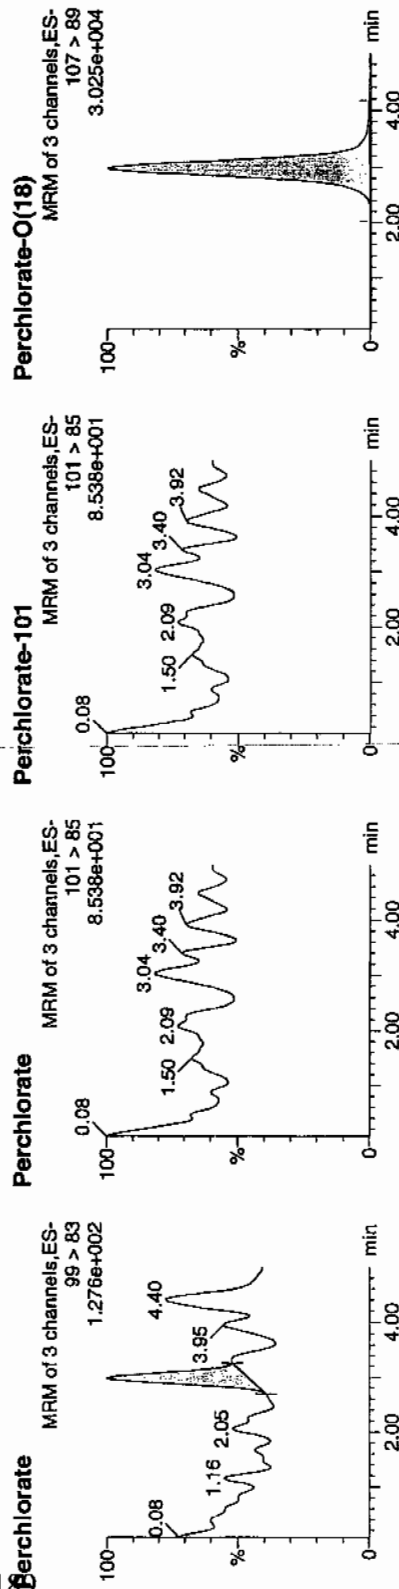 Perchlorate
MRM of 3 channels,ES-
99 > 83
1.276e+002
100
%
0
0.08
1.16
2.05
3.95
4.40
2.00
4.00
min
Perchlorate
MRM of 3 channels,ES-
101 > 85
8.538e+001
100
%
0
0.08
1.50
2.09
3.04
3.40
3.92
2.00
4.00
min
Perchlorate-101
MRM of 3 channels,ES-
101 > 85
8.538e+001
100
%
0
0.08
1.50
2.09
3.04
3.40
3.92
2.00
4.00
min
Perchlorate-O(18)
MRM of 3 channels,ES-
107 > 89
3.025e+004
100
%
0
2.00
4.00
min